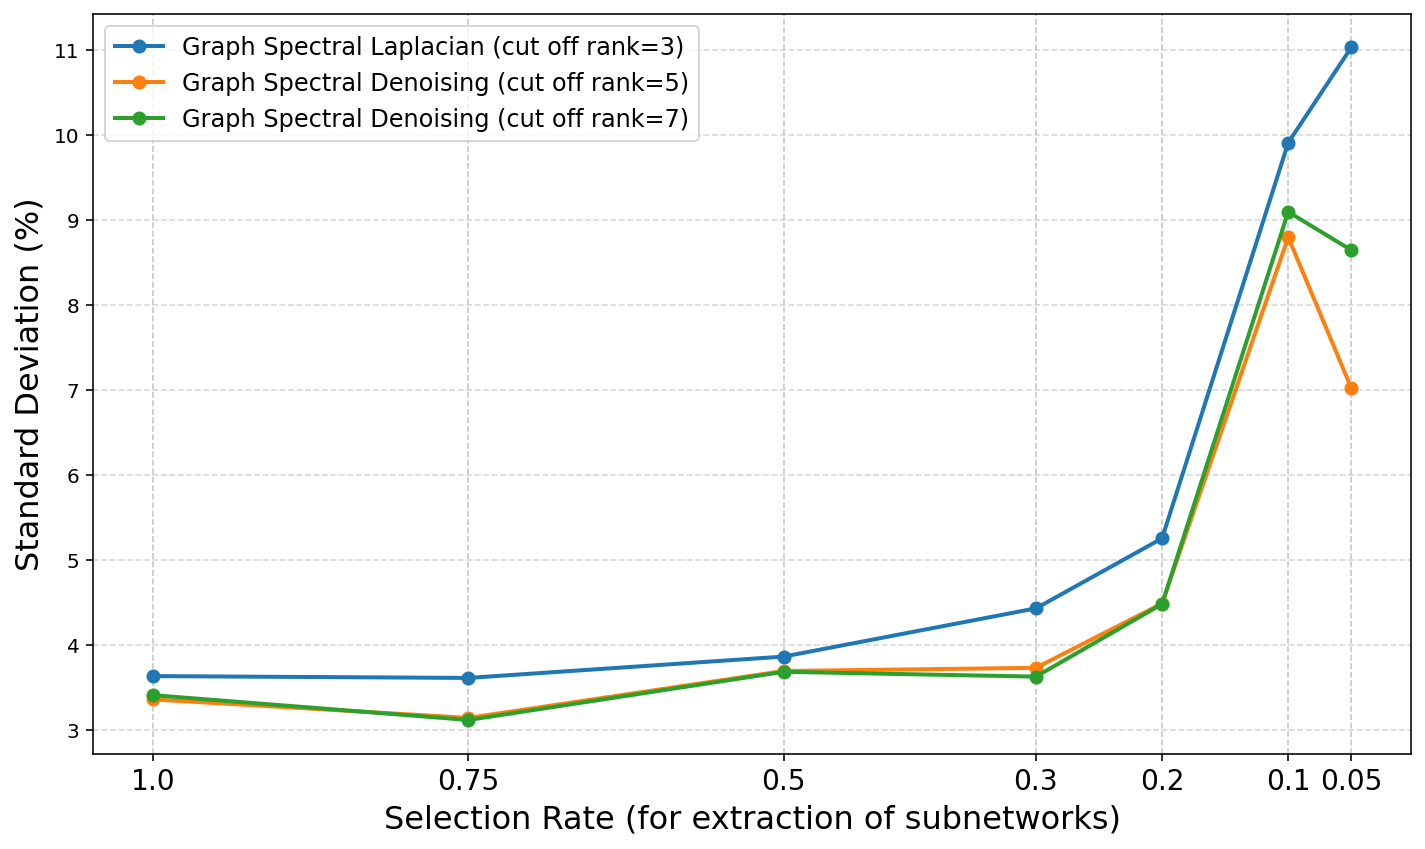 Graph Spectral Laplacian (cut off rank=3)
Graph Spectral Denoising (cut off rank=5)
Graph Spectral Denoising (cut off rank=7)
Standard Deviation (%)
11
10
9
8
7
6
5
4
3
1.0 0.75 0.5 0.3 0.2 0.1 0.05
Selection Rate (for extraction of subnetworks)